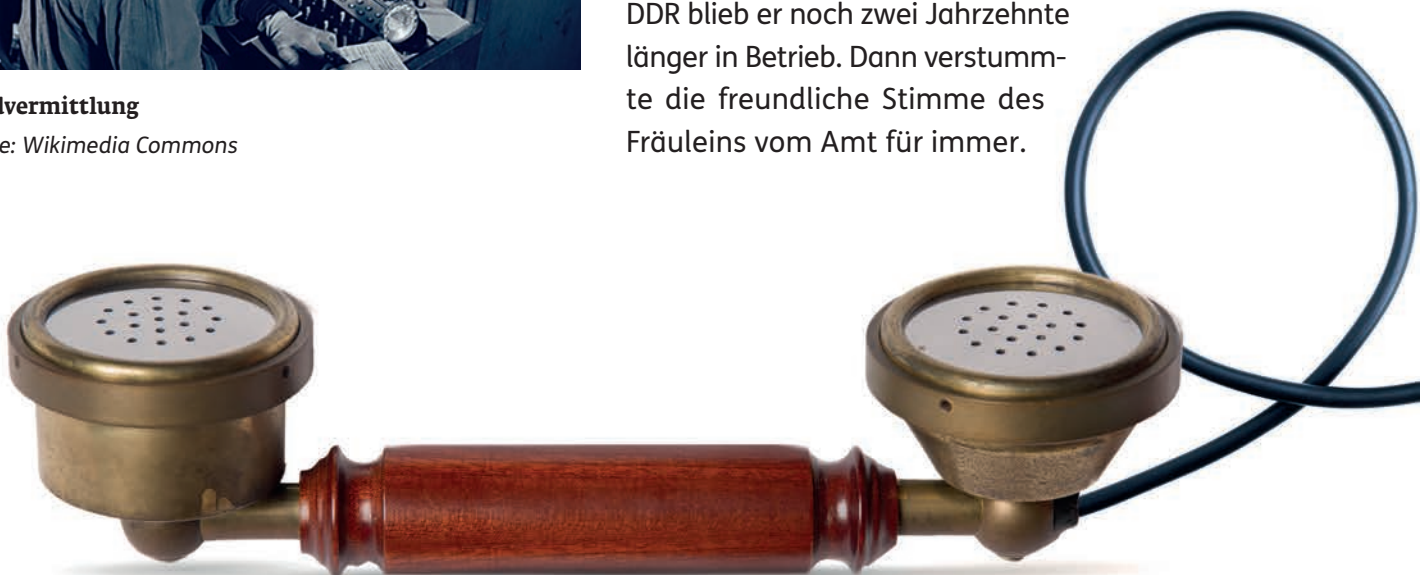 dvermittlung
e: Wikimedia Commons
DDR blieb er noch zwei Jahrzehnte
länger in Betrieb. Dann verstumm-
te die freundliche Stimme des
Fräuleins vom Amt für immer.